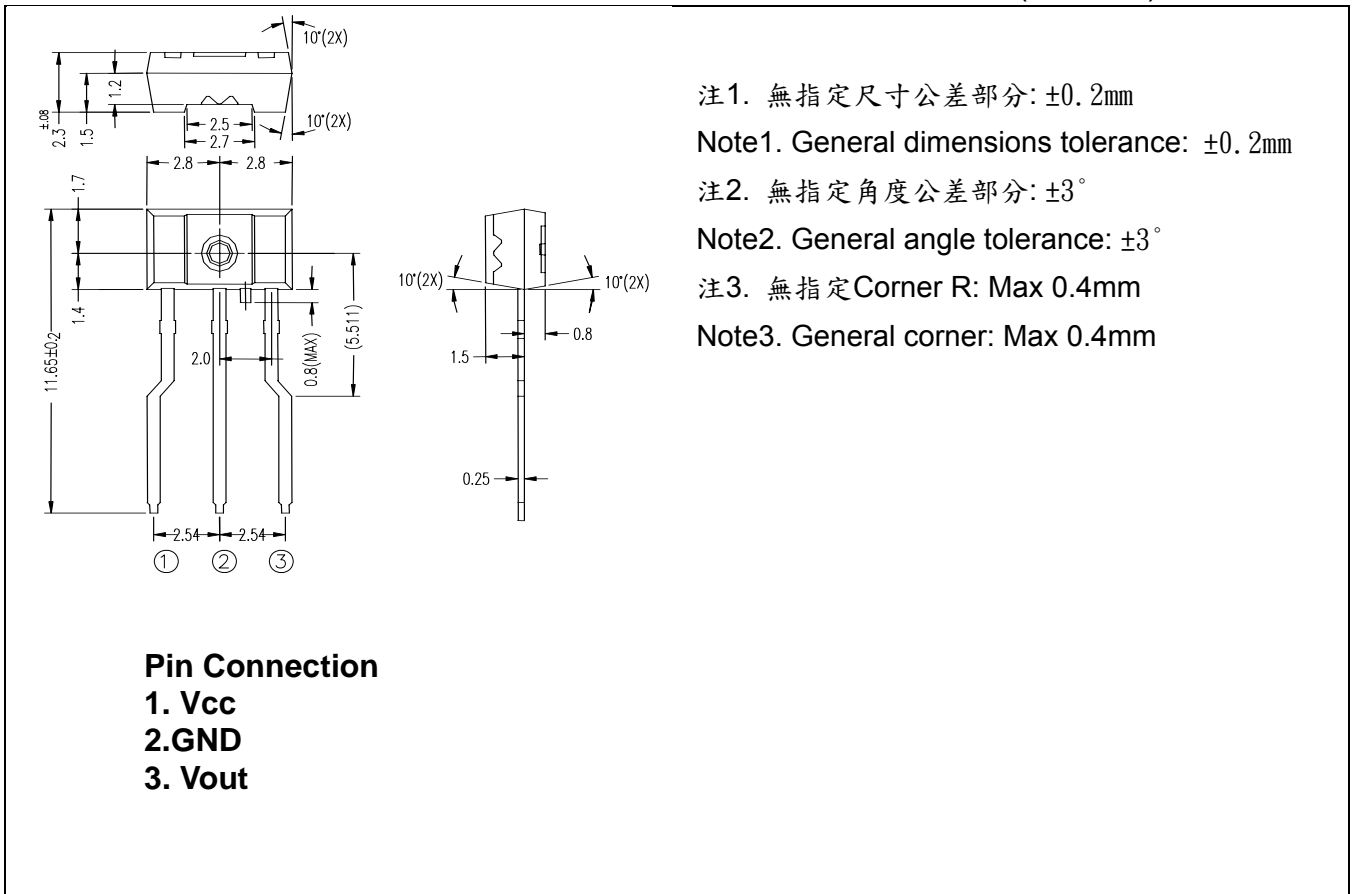 10°(2X)
1.2
2.3 ±.08
1.5
2.5
10°(2X)
2.7
2.8 2.8
1.7
1.4
11.65±0.2
2.0
0.8(MAX)
(5.511)
2.54 2.54
① ② ③
10°(2X) 10°(2X)
0.8
1.5
0.25
注1. 無指定尺寸公差部分: ±0.2mm
Note1. General dimensions tolerance: ±0.2mm
注2. 無指定角度公差部分: ±3°
Note2. General angle tolerance: ±3°
注3. 無指定Corner R: Max 0.4mm
Note3. General corner: Max 0.4mm
Pin Connection
1. Vcc
2.GND
3. Vout